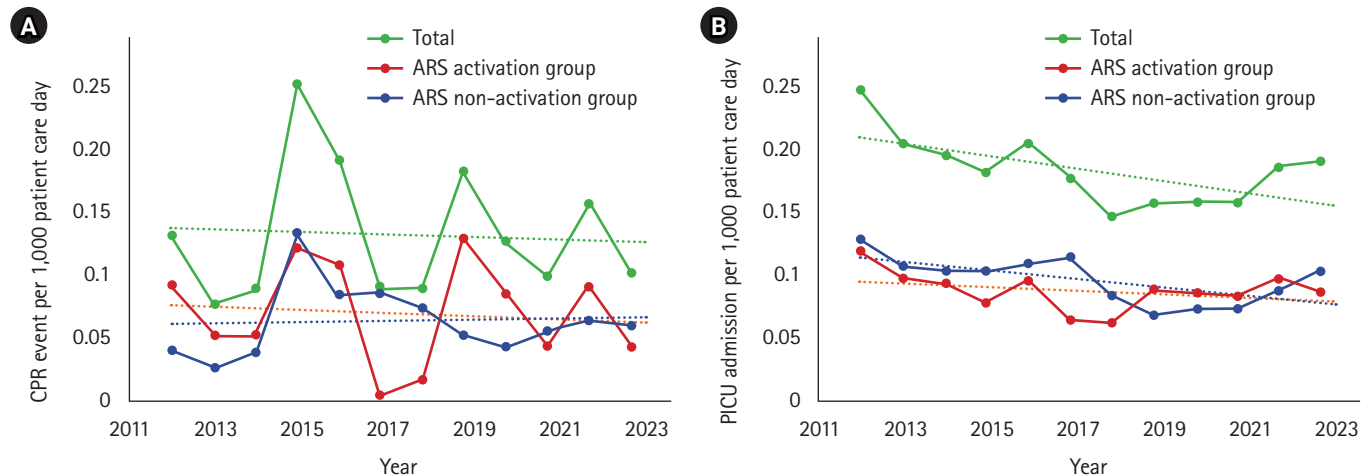 A
Total
ARS activation group
ARS non-activation group
CPR event per 1,000 patient care day
0.25
0.20
0.15
0.1
0.05
0
2011 2013 2015 2017 2019 2021 2023
Year
B
Total
ARS activation group
ARS non-activation group
PICU admission per 1,000 patient care day
0.25
0.20
0.15
0.1
0.05
0
2011 2013 2015 2017 2019 2021 2023
Year